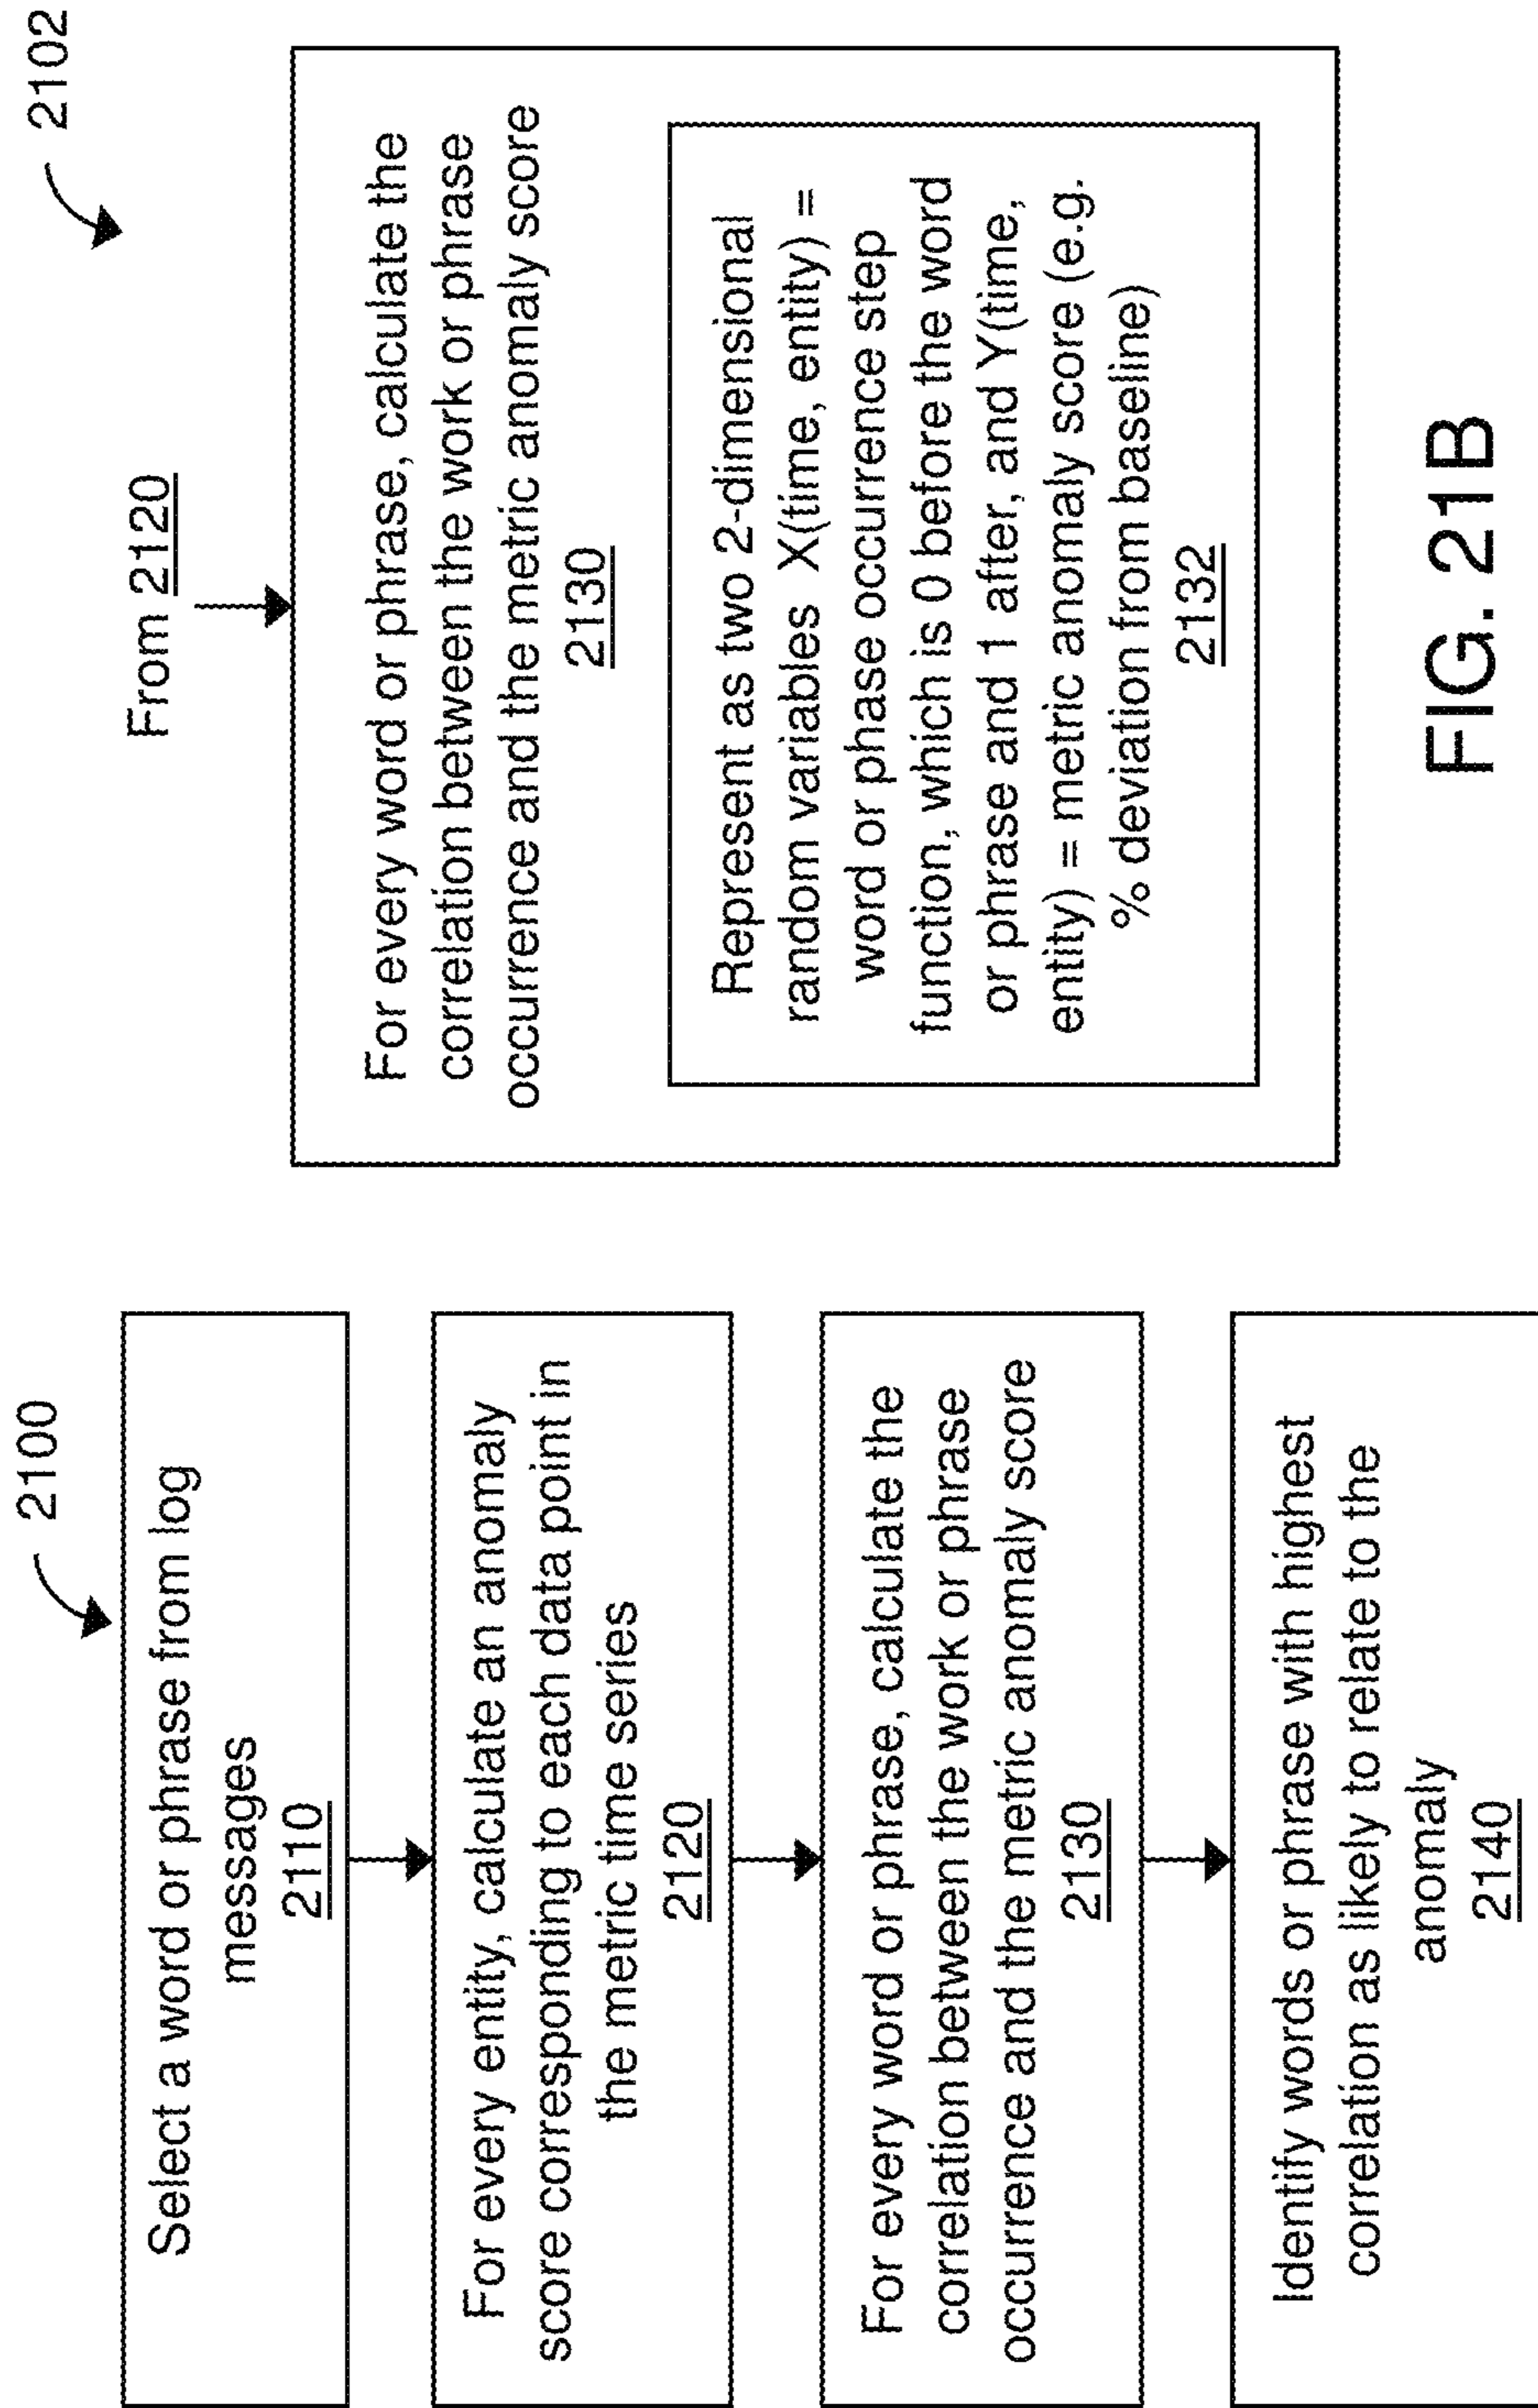 2100
Select a word or phrase from log
messages
2110
For every entity, calculate an anomaly
score corresponding to each data point in
the metric time series
2120
For every word or phrase, calculate the
correlation between the work or phrase
occurrence and the metric anomaly score
2130
Identify words or phrase with highest
correlation as likely to relate to the
anomaly
2140
2102
From 2120
For every word or phrase, calculate the
correlation between the work or phrase
occurrence and the metric anomaly score
2130
Represent as two 2-dimensional
random variables X(time, entity) =
word or phase occurrence step
function, which is 0 before the word
or phrase and 1 after, and Y(time,
entity) = metric anomaly score (e.g.
% deviation from baseline)
2132
FIG. 21B